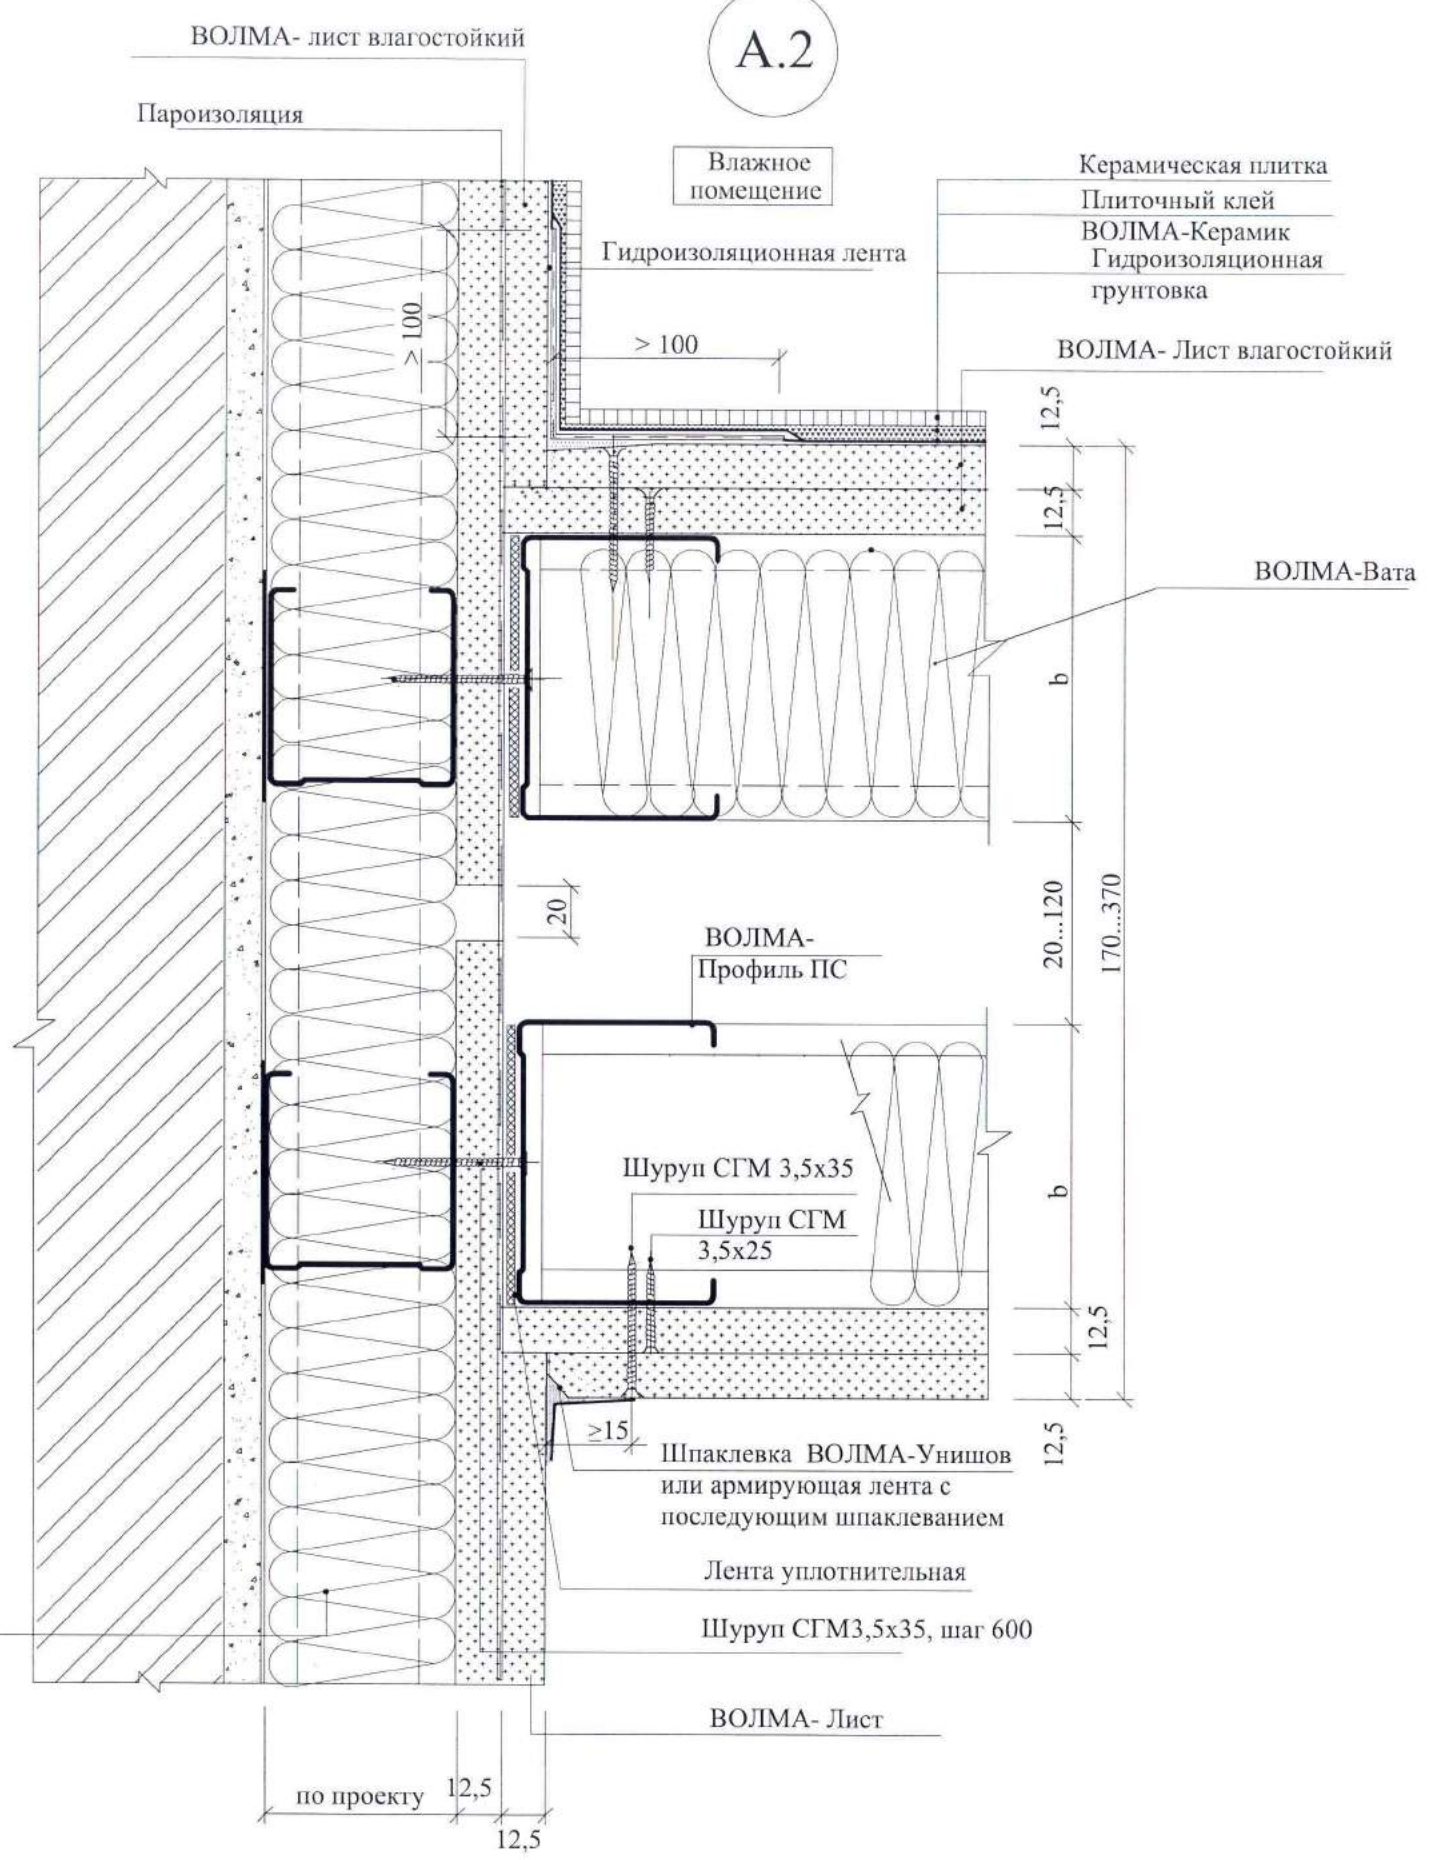 ВОЛМА- лист влагостойкий
А.2
Пароизоляция
Влажное
помещение
Керамическая плитка
Плиточный клей
ВОЛМА-Керамик
Гидроизоляционная
грунтовка
Гидроизоляционная лента
> 100
> 100
ВОЛМА- Лист влагостойкий
12,5
12,5
ВОЛМА-Вата
b
20
20...120
170...370
ВОЛМА-
Профиль ПС
Шуруп СГМ 3,5х35
Шуруп СГМ
3,5х25
b
12,5
≥15
12,5
Шпаклевка ВОЛМА-Унишов
или армирующая лента с
последующим шпаклеванием
Лента уплотнительная
Шуруп СГМ3,5х35, шаг 600
ВОЛМА- Лист
по проекту
12,5
12,5